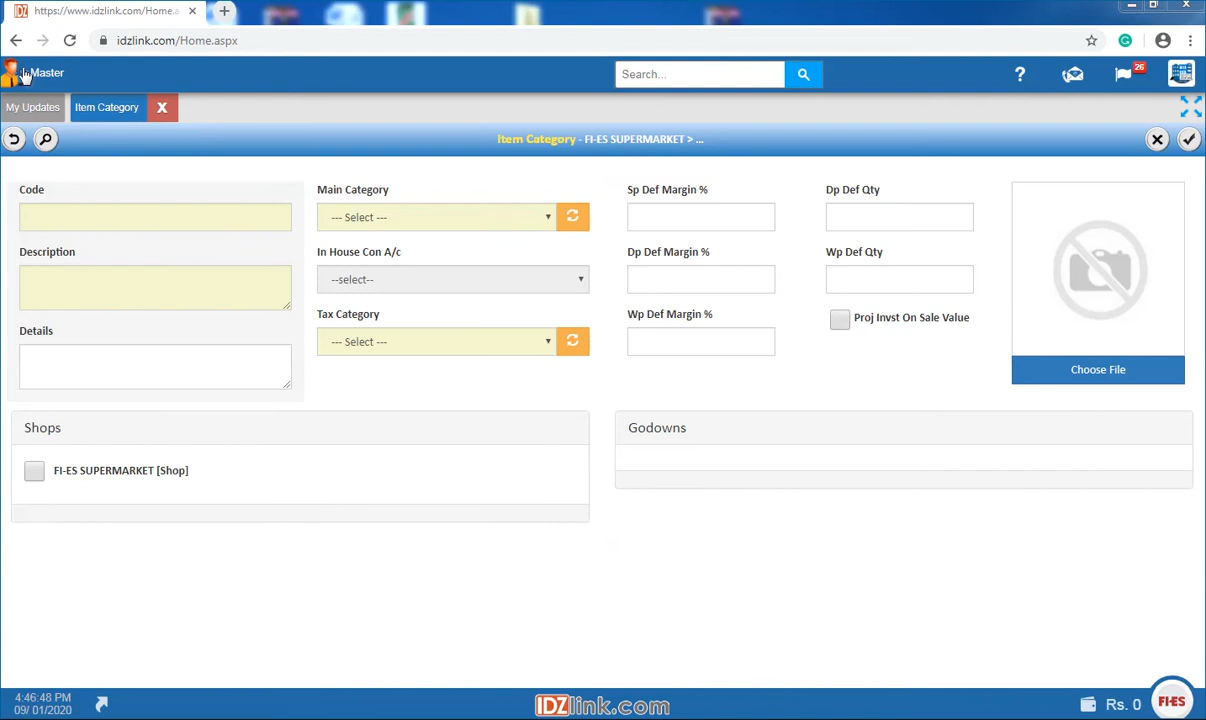 https://www.idzlink.com/Home.a
idzlink.com/Home.aspx
Master
Search...
26
My Updates
Item Category
X
Item Category - FI-ES SUPERMARKET > ...
Code
Main Category
Sp Def Margin %
Dp Def Qty
--- Select ---
Description
In House Con A/c
Dp Def Margin %
Wp Def Qty
--select--
Details
Tax Category
Wp Def Margin %
Proj Invst On Sale Value
--- Select ---
Choose File
Shops
Godowns
FI-ES SUPERMARKET [Shop]
4:46:48 PM
09/01/2020
IDZlink.com
Rs. 0
FI-ES